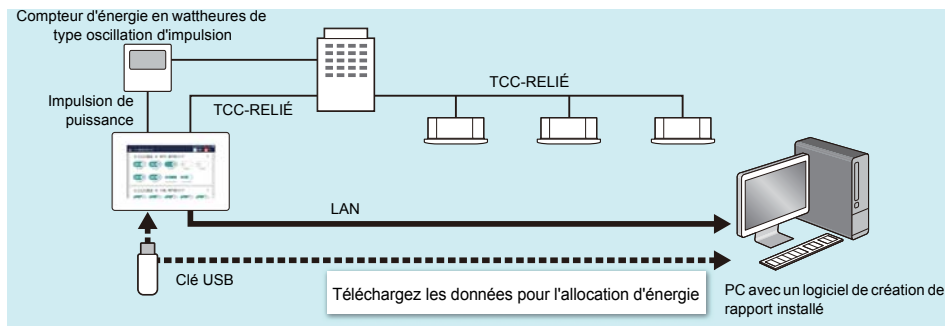 Compteur d'énergie en wattheures de
type oscillation d'impulsion
TCC-RELIÉ
Impulsion de
puissance
TCC-RELIÉ
LAN
Clé USB
Téléchargez les données pour l'allocation d'énergie
PC avec un logiciel de création de
rapport installé